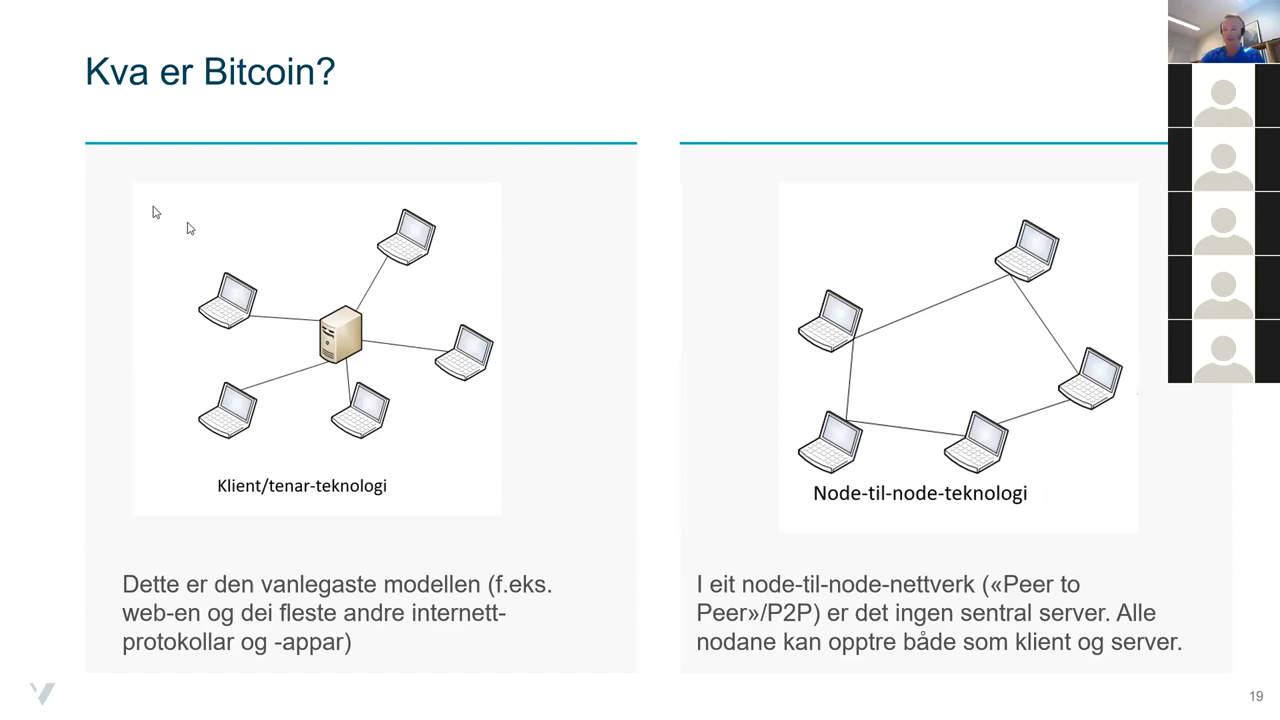 Kva er Bitcoin?
Klient/tenar-teknologi
Dette er den vanlegaste modellen (f.eks.
web-en og dei fleste andre internett-
protokollar og -appar)
Node-til-node-teknologi
I eit node-til-node-nettverk («Peer to
Peer»/P2P) er det ingen sentral server. Alle
nodane kan opptre både som klient og server.
19